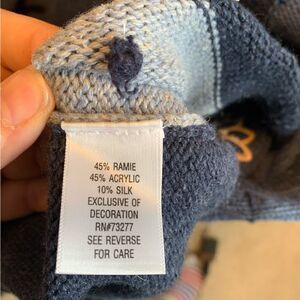 45% RAMIE
45% ACRYLIC
10% SILK
EXCLUSIVE OF
DECORATION
RN#73277
SEE REVERSE
FOR CARE